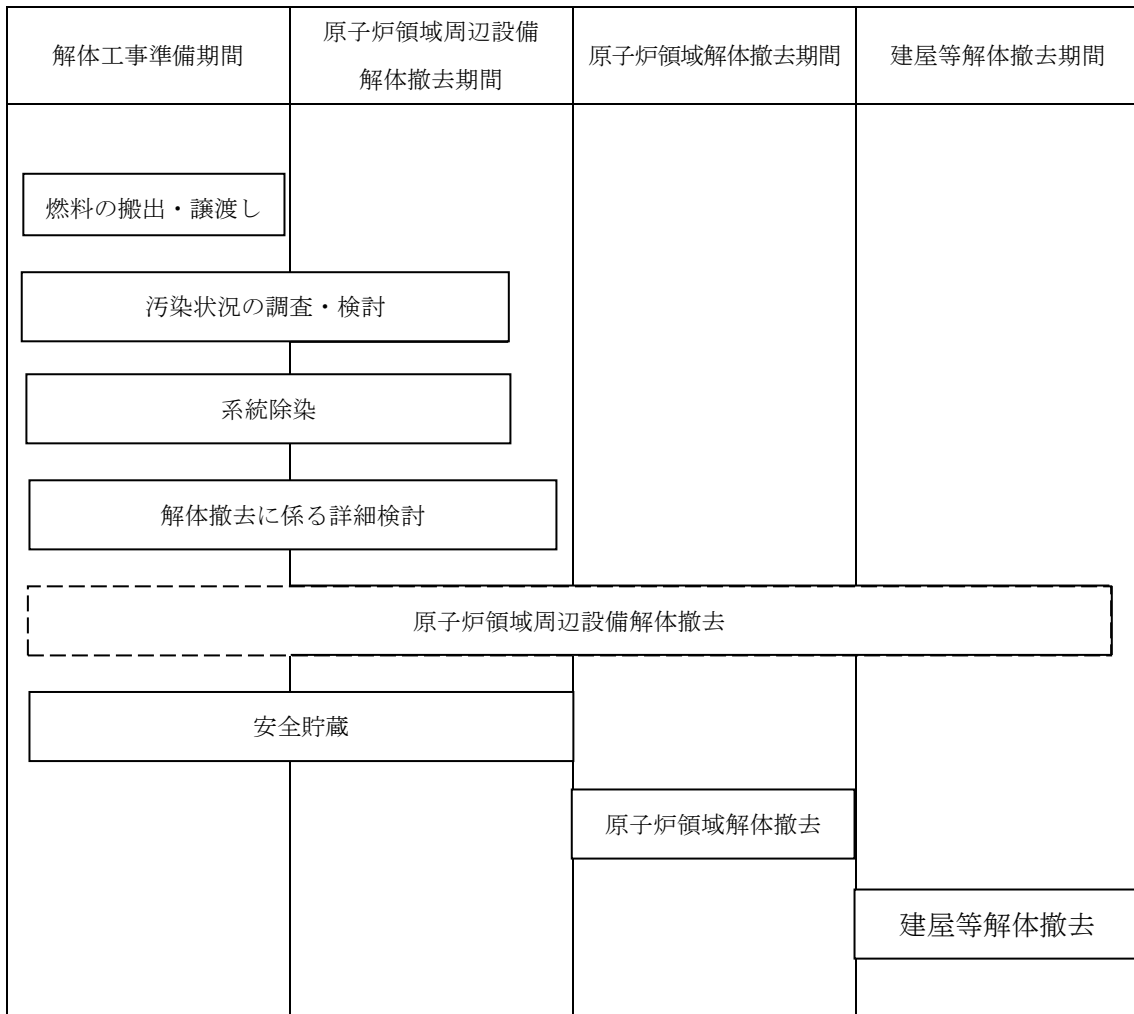 解体工事準備期間
原子炉領域周辺設備
解体撤去期間
原子炉領域解体撤去期間
建屋等解体撤去期間
燃料の搬出・譲渡し
汚染状況の調査・検討
系統除染
解体撤去に係る詳細検討
原子炉領域周辺設備解体撤去
安全貯蔵
原子炉領域解体撤去
建屋等解体撤去